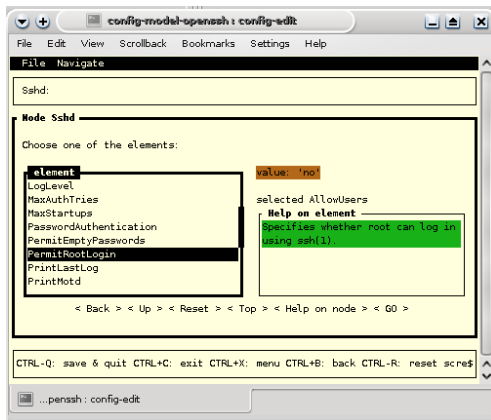 config-model-openssh : config-edit
File Edit View Scrollback Bookmarks Settings Help
File Navigate
Sshd:
Node Sshd
Choose one of the elements:
element
value: 'no'
LogLevel
MaxAuthTries
MaxStartups
PasswordAuthentication
PermitEmptyPasswords
PermitRootLogin
PrintLastLog
PrintMotd
selected AllowUsers
Help on element
Specifies whether root can log in
using ssh(1).
< Back > < Up > < Reset > < Top > < Help on node > < GO >
CTRL-Q: save & quit CTRL+C: exit CTRL+X: menu CTRL+B: back CTRL-R: reset scre$
...penssh : config-edit